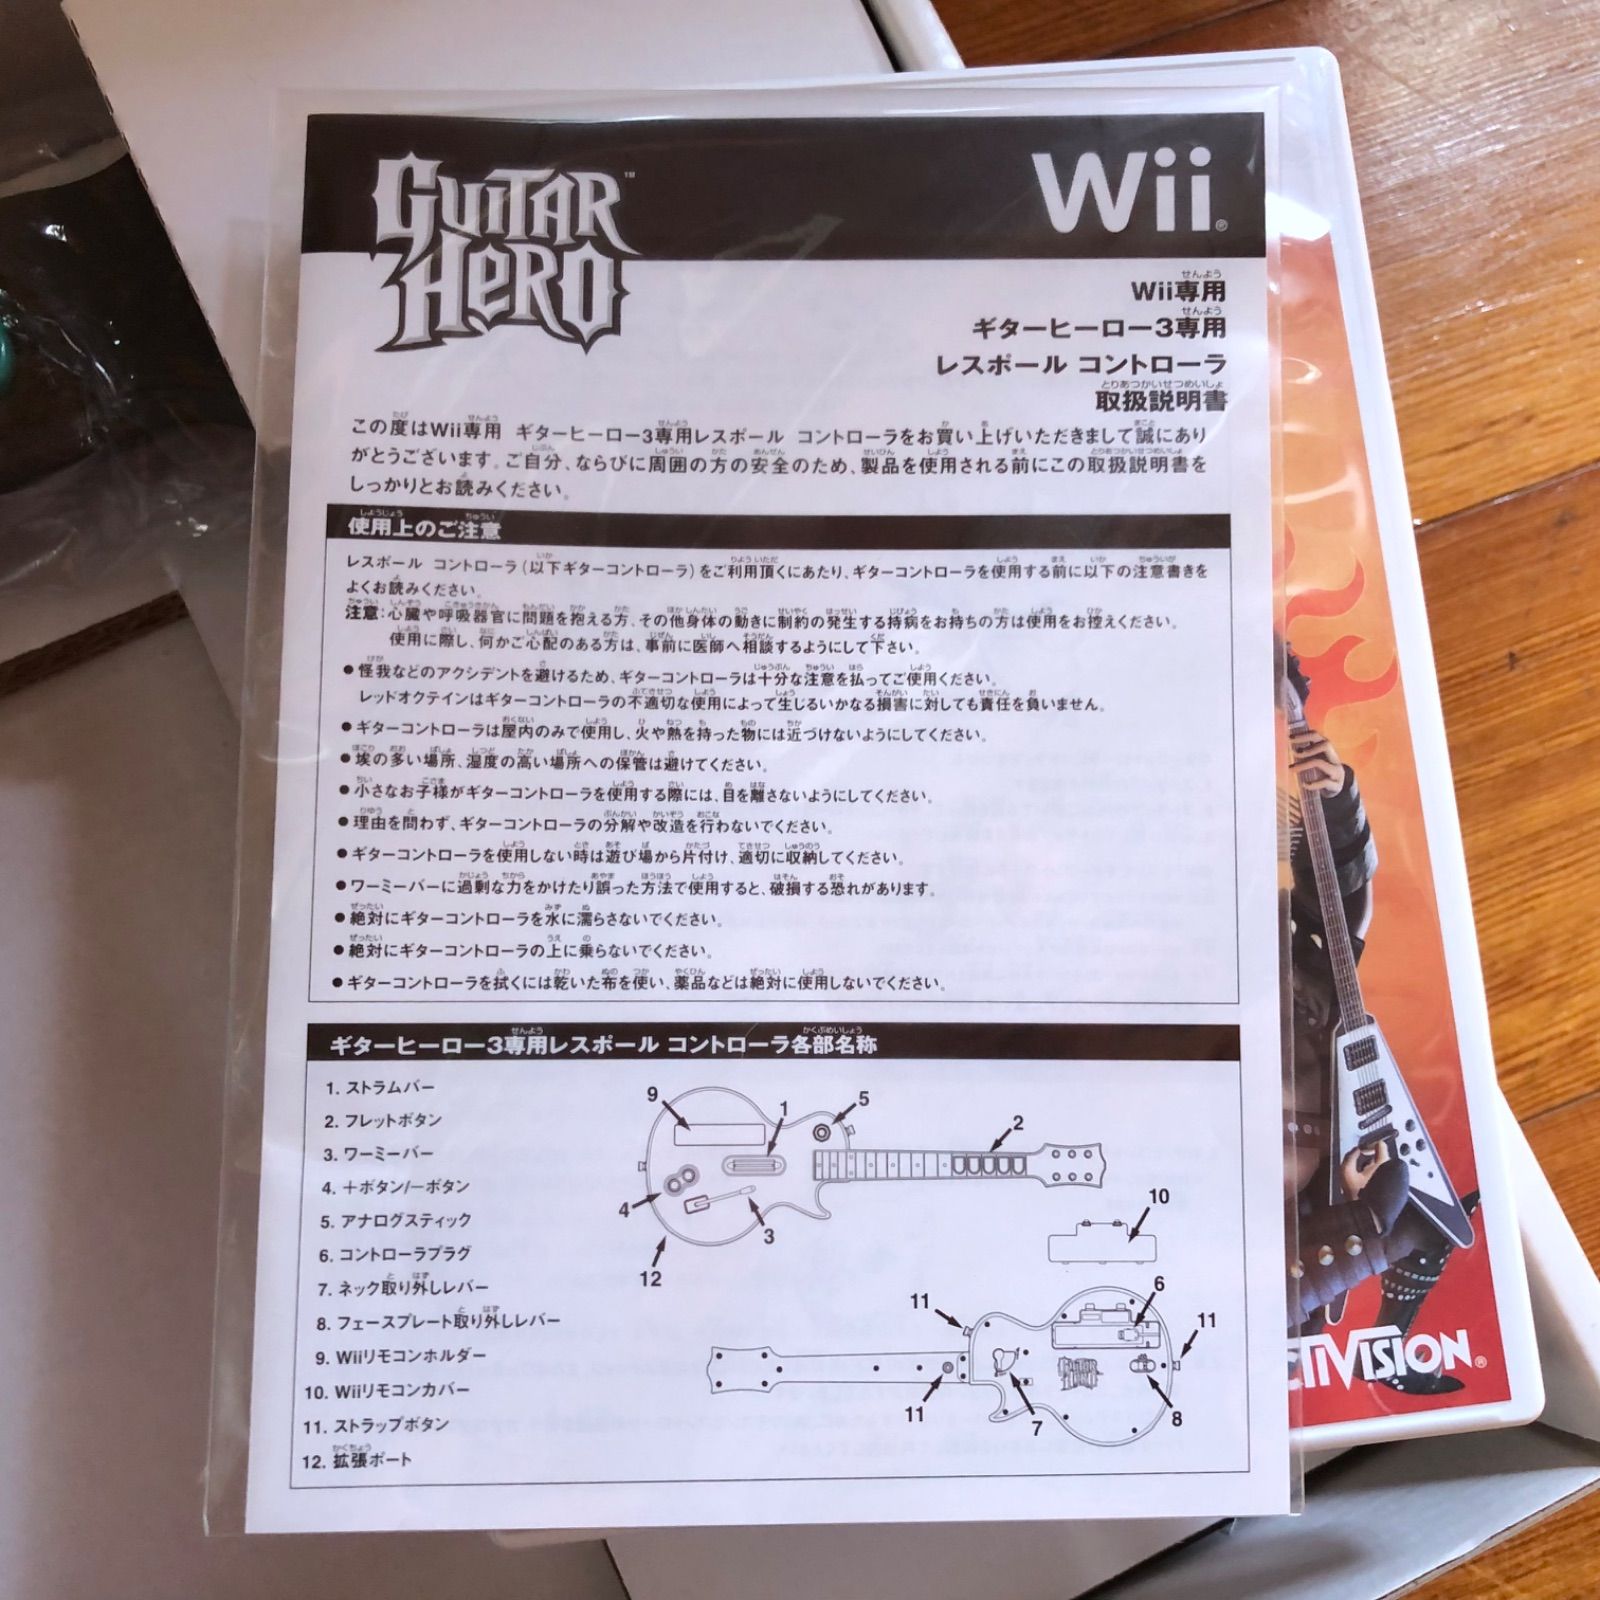 GUITAR HERO™
Wii®
せんよう
Wii専用
せんよう
ギターヒーロー3専用
レスポール コントローラ
とりあつかいせつめいしょ
取扱説明書
この度はWii専用 ギターヒーロー3専用レスポール コントローラをお買い上げいただきまして誠にあり
がとうございます。ご自分、ならびに周囲の方の安全のため、製品を使用される前にこの取扱説明書を
しっかりとお読みください。
使用上のご注意
レスポール コントローラ(以下ギターコントローラ)をご利用頂くにあたり、ギターコントローラを使用する前に以下の注意書きを
よくお読みください。
注意:心臓や呼吸器官に問題を抱える方、その他身体の動きに制約の発生する持病をお持ちの方は使用をお控えください。
使用に際し、何かご心配のある方は、事前に医師へ相談するようにして下さい。
●怪我などのアクシデントを避けるため、ギターコントローラは十分な注意を払ってご使用ください。
レッドオクテインはギターコントローラの不適切な使用によって生じるいかなる損害に対しても責任を負いません。
●ギターコントローラは屋内のみで使用し、火や熱を持った物には近づけないようにしてください。
●埃の多い場所、湿度の高い場所への保管は避けてください。
●小さなお子様がギターコントローラを使用する際には、目を離さないようにしてください。
●理由を問わず、ギターコントローラの分解や改造を行わないでください。
●ギターコントローラを使用しない時は遊び場から片付け、適切に収納してください。
●ワーミーバーに過剰な力をかけたり誤った方法で使用すると、破損する恐れがあります。
●絶対にギターコントローラを水に濡らさないでください。
●絶対にギターコントローラの上に乗らないでください。
●ギターコントローラを拭くには乾いた布を使い、薬品などは絶対に使用しないでください。
ギターヒーロー3専用レスポール コントローラ各部名称
1. ストラムバー
2. フレットボタン
3. ワーミーバー
4. +ボタン/−ボタン
5. アナログスティック
6. コントローラプラグ
7. ネック取り外しレバー
8. フェースプレート取り外しレバー
9. Wiiリモコンホルダー
10. Wiiリモコンカバー
11. ストラップボタン
12. 拡張ポート
9
1
5
2
4
3
12
10
11
6
11
11
7
8
GUITAR HERO
CTIVISION®